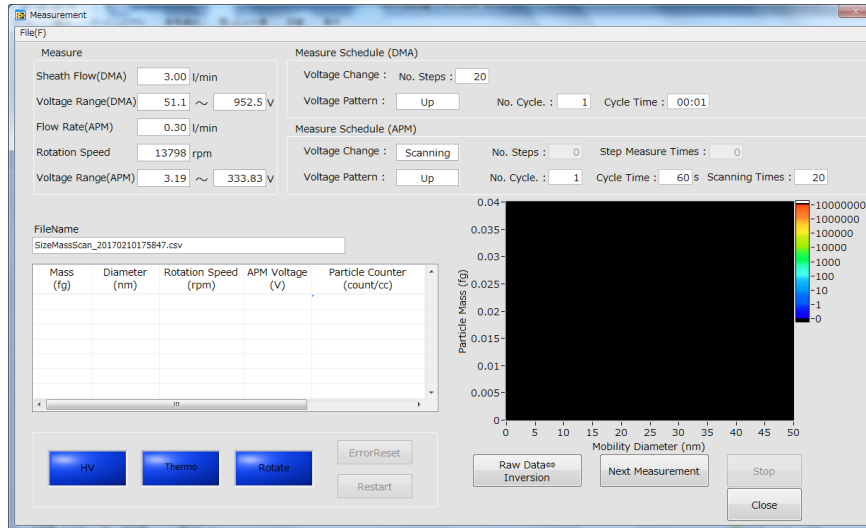 Measurement
File(F)
Measure
Sheath Flow(DMA) 3.00 l/min
Voltage Range(DMA) 51.1 ～ 952.5 V
Flow Rate(APM) 0.30 l/min
Rotation Speed 13798 rpm
Voltage Range(APM) 3.19 ～ 333.83 V
Measure Schedule (DMA)
Voltage Change : No. Steps : 20
Voltage Pattern : Up No. Cycle. : 1 Cycle Time : 00:01
Measure Schedule (APM)
Voltage Change : Scanning No. Steps : 0 Step Measure Times : 0
Voltage Pattern : Up No. Cycle : 1 Cycle Time : 60 s Scanning Times : 20
FileName
SizeMassScan_20170210175847.csv
Mass Diameter Rotation Speed APM Voltage Particle Counter
(fg) (nm) (rpm) (V) (count/cc)
HV Thermo Rotate
ErrorReset
Restart
Particle Mass (fg)
0.04
0.035
0.03
0.025
0.02
0.015
0.01
0.005
0
0 5 10 15 20 25 30 35 40 45 50
Mobility Diameter (nm)
10000000
1000000
100000
10000
1000
100
10
1
0
Raw Data⇔
Inversion
Next Measurement
Stop
Close